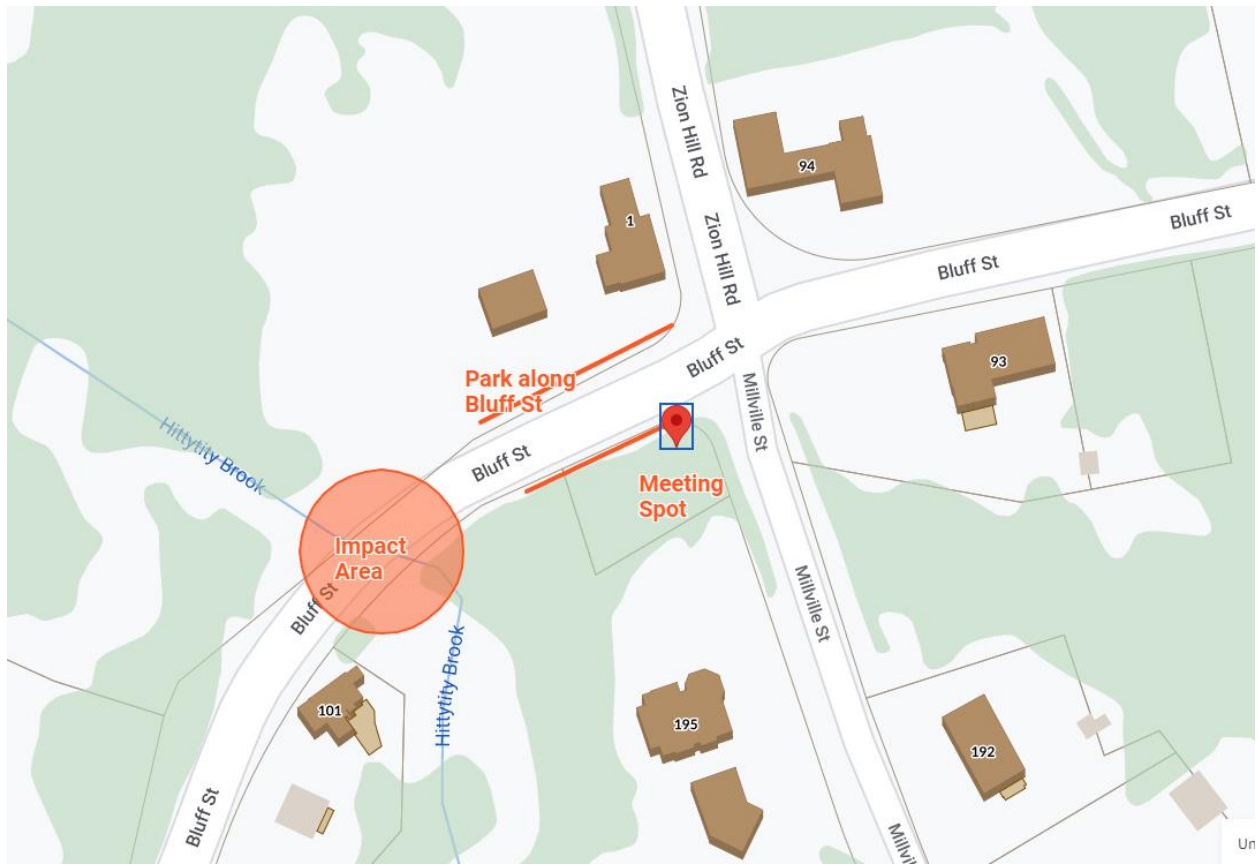 Zion Hill Rd
94
1
Bluff St
Zion Hill Rd
Bluff St
Bluff St
93
Park along
Bluff St
Millville St
Hittytity Brook
Bluff St
Meeting
Spot
Impact
Area
Bluff St
Millville St
Hittytity Brook
101
195
192
Bluff St